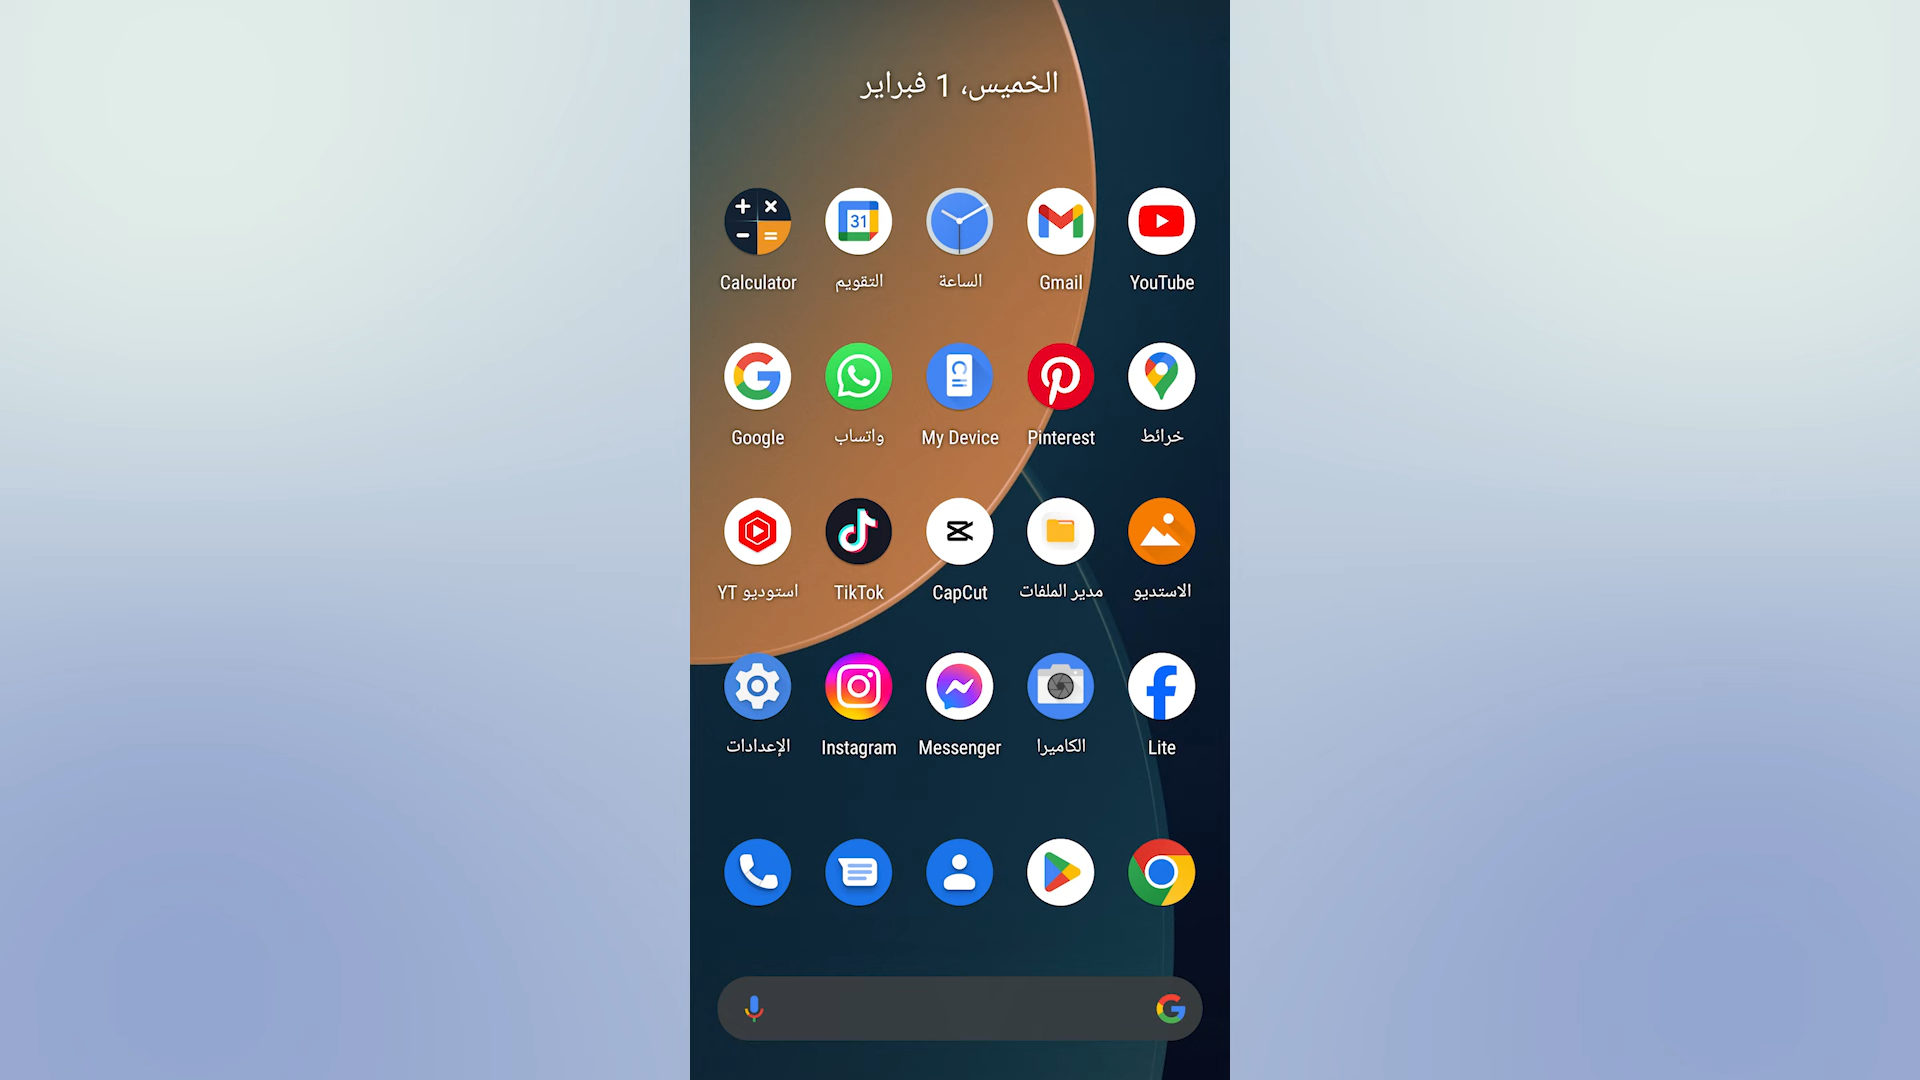 الخميس، 1 فبراير
Calculator التقويم الساعة Gmail YouTube
Google واتساب My Device Pinterest خرائط
استوديو YT TikTok CapCut مدير الملفات الاستديو
الإعدادات Instagram Messenger الكاميرا Lite